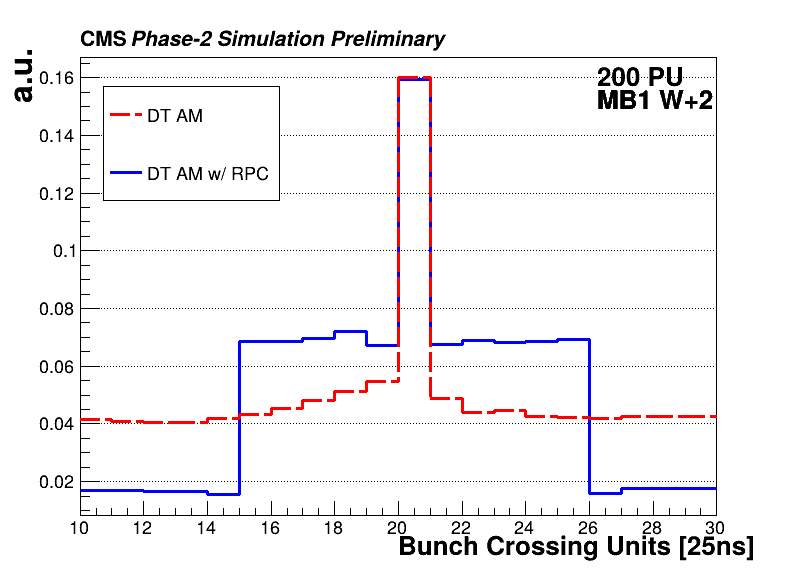 CMS Phase-2 Simulation Preliminary
a.u.
200 PU
MB1 W+2
DT AM
DT AM w/ RPC
0.16
0.14
0.12
0.1
0.08
0.06
0.04
0.02
10 12 14 16 18 20 22 24 26 28 30
Bunch Crossing Units [25ns]